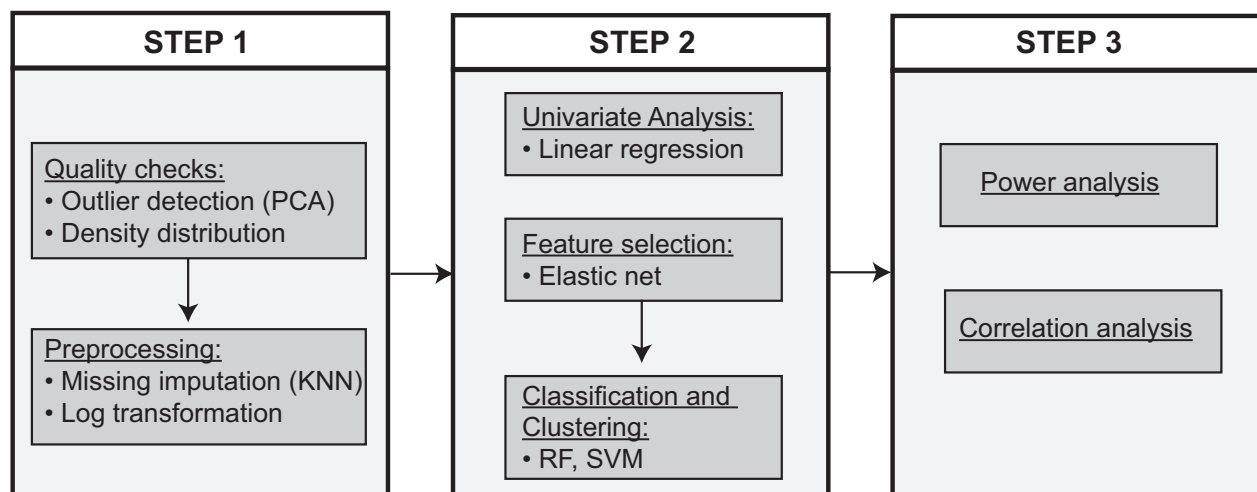 STEP 1
Quality checks:
• Outlier detection (PCA)
• Density distribution
Preprocessing:
• Missing imputation (KNN)
• Log transformation
STEP 2
Univariate Analysis:
• Linear regression
Feature selection:
• Elastic net
Classification and
Clustering:
• RF, SVM
STEP 3
Power analysis
Correlation analysis